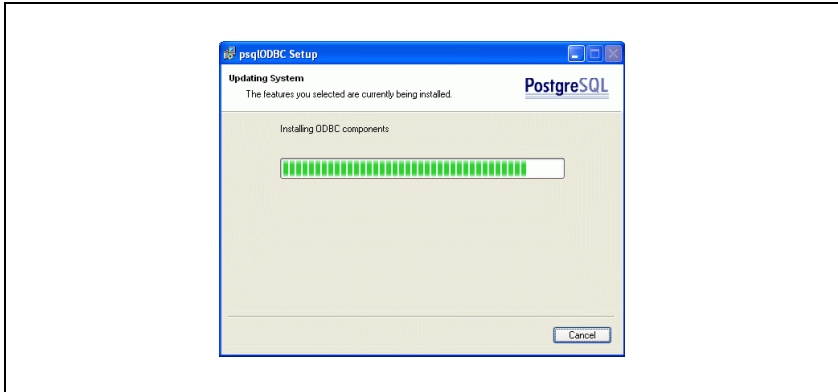 psqlODBC Setup
Updating System
The features you selected are currently being installed.
PostgreSQL
Installing ODBC components
Cancel